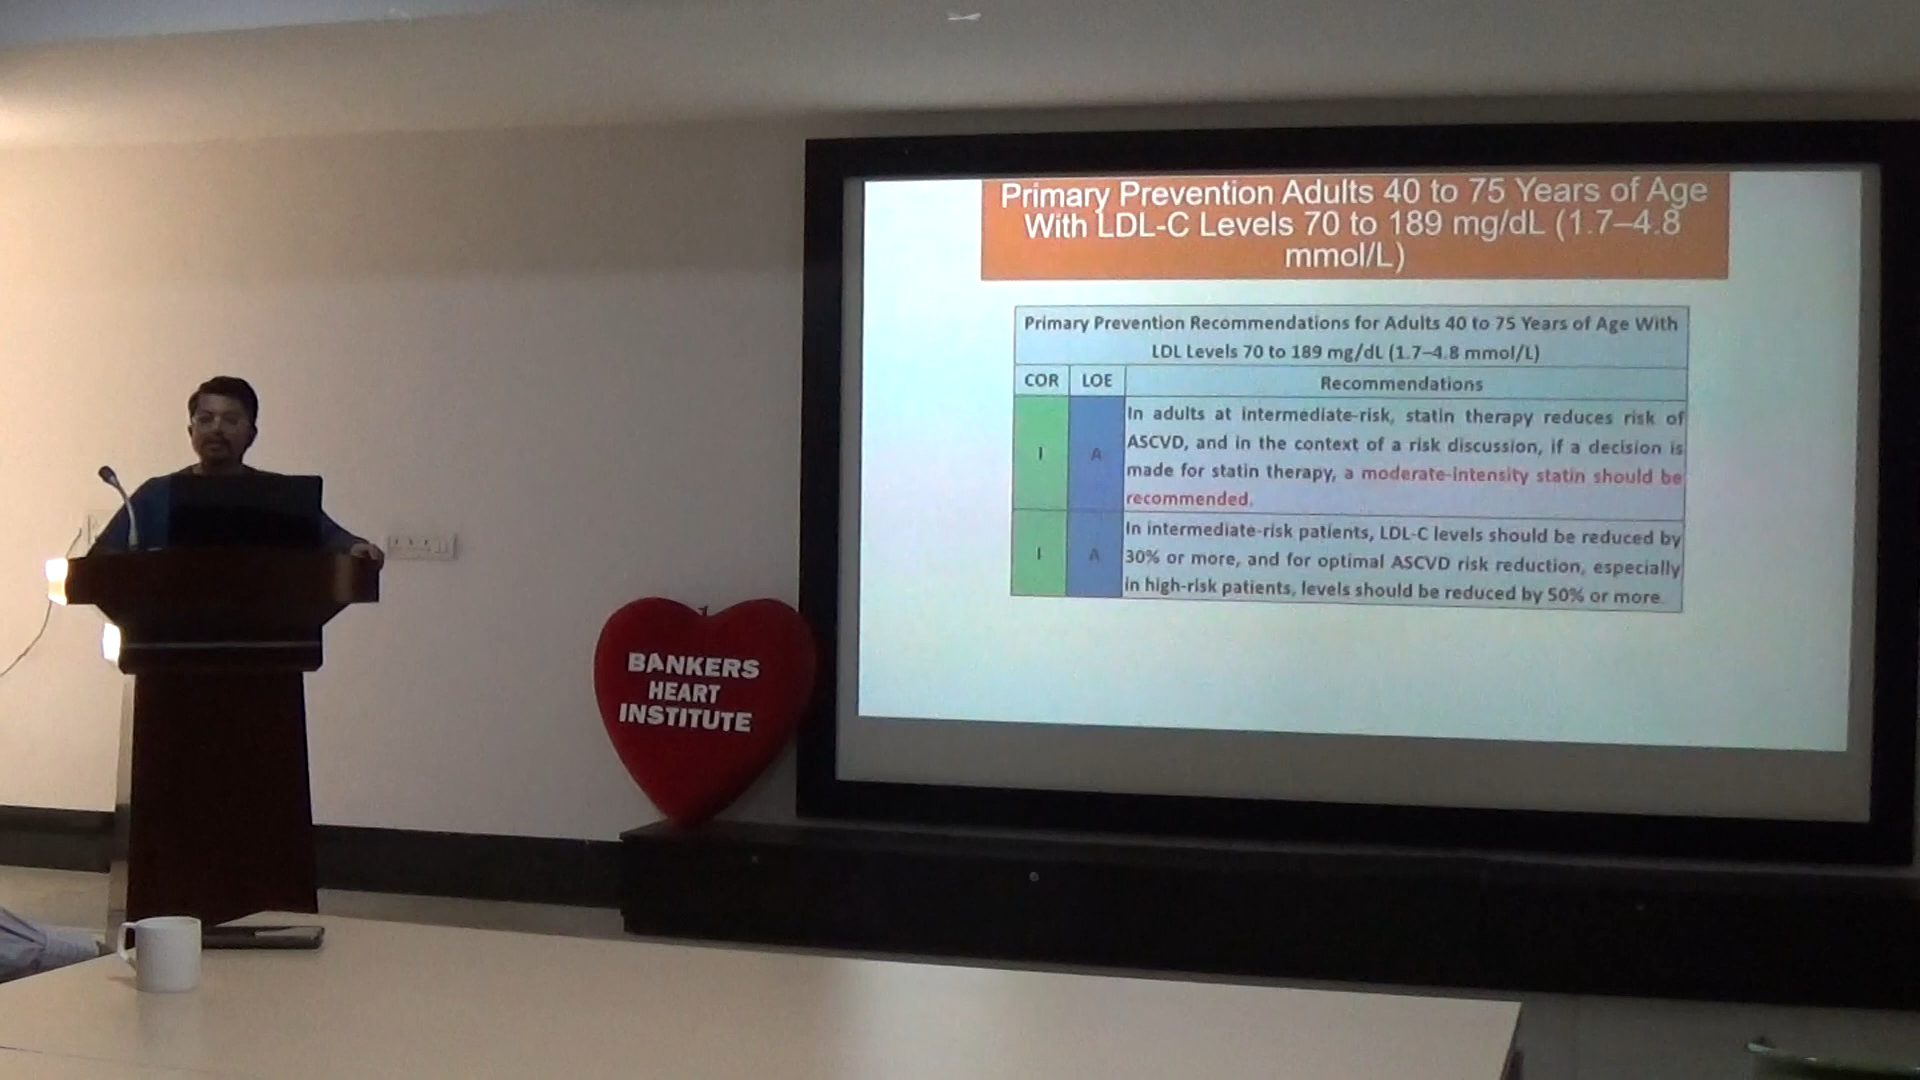 Primary Prevention Adults 40 to 75 Years of Age
With LDL-C Levels 70 to 189 mg/dL (1.7–4.8
mmol/L)
Primary Prevention Recommendations for Adults 40 to 75 Years of Age With
LDL Levels 70 to 189 mg/dL (1.7–4.8 mmol/L)
COR LOE Recommendations
I A
In adults at intermediate-risk, statin therapy reduces risk of
ASCVD, and in the context of a risk discussion, if a decision is
made for statin therapy, a moderate-intensity statin should be
recommended.
I A
In intermediate-risk patients, LDL-C levels should be reduced by
30% or more, and for optimal ASCVD risk reduction, especially
in high-risk patients, levels should be reduced by 50% or more.
BANKERS
HEART
INSTITUTE